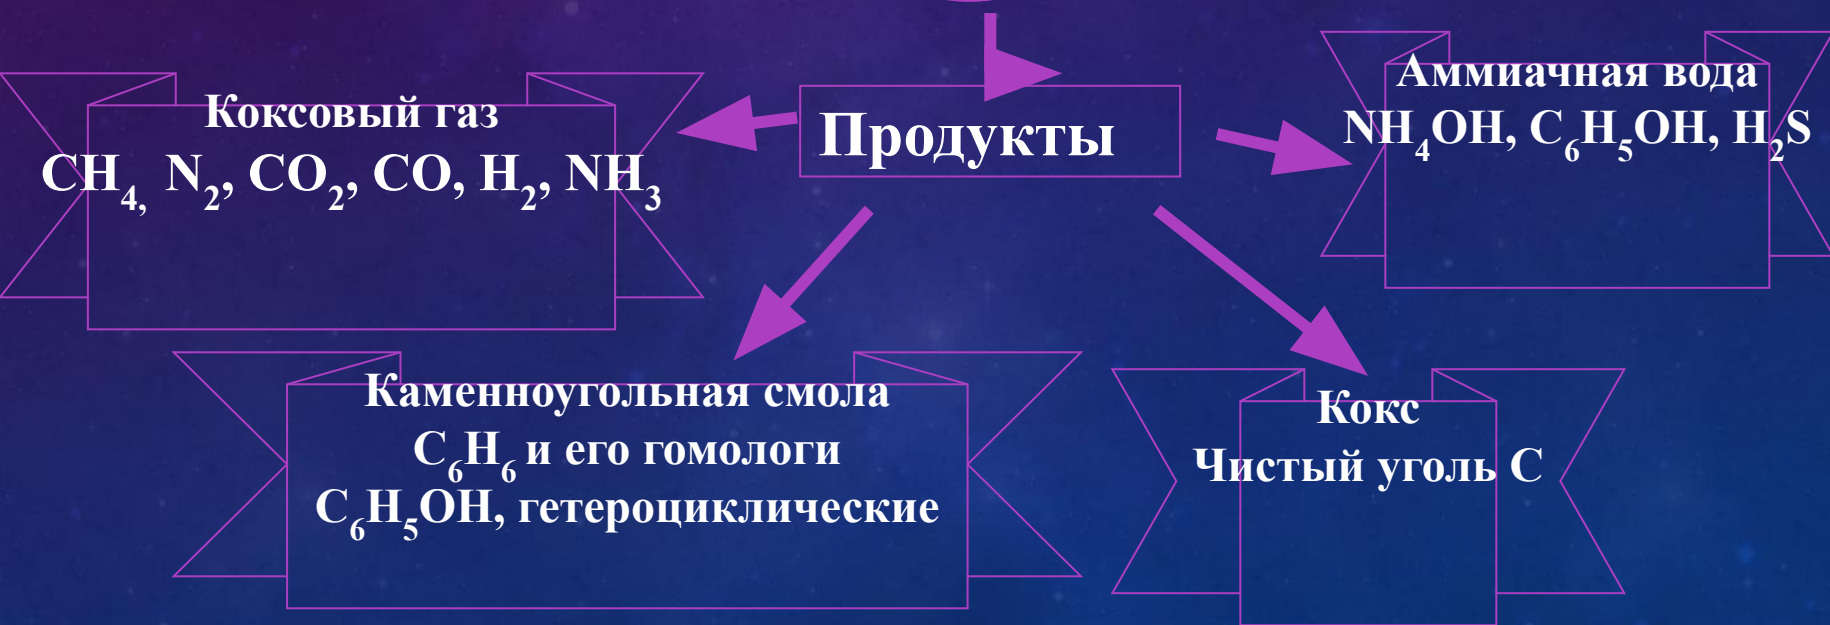 Продукты
Коксовый газ
CH₄, N₂, CO₂, CO, H₂, NH₃
Аммиачная вода
NH₄OH, C₆H₅OH, H₂S
Каменноугольная смола
C₆H₆ и его гомологи
C₆H₅OH, гетероциклические
Кокс
Чистый уголь C